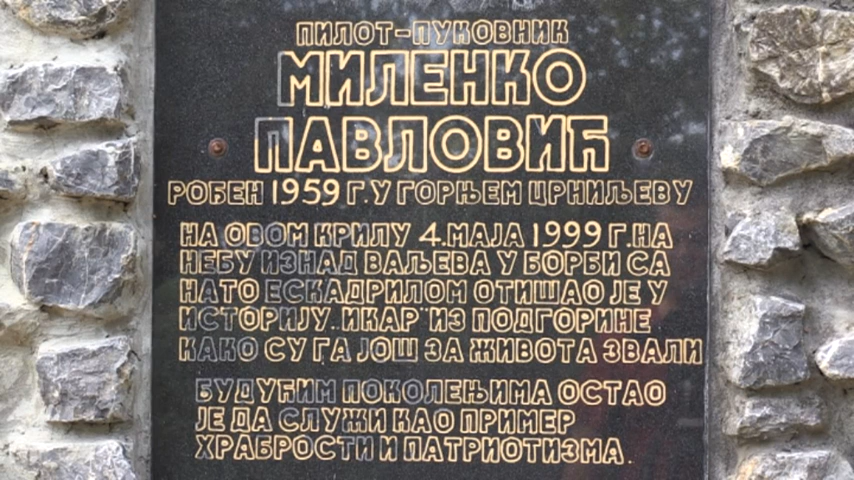 ПИЛОТ-ПУКОВНИК
МИЛЕНКО
ПАВЛОВИЋ
РОЂЕН 1959 Г. У ГОРЊЕМ ЦРНИЉЕВУ
НА ОВОМ КРИЛУ 4. МАЈА 1999 Г. НА
НЕБУ ИЗНАД ВАЉЕВА У БОРБИ СА
НАТО ЕСКАДРИЛОМ ОТИШАО ЈЕ У
ИСТОРИЈУ. "ИКАР" ИЗ ПОДГОРИНЕ
КАКО СУ ГА ЈОШ ЗА ЖИВОТА ЗВАЛИ
БУДУЋИМ ПОКОЛЕЊИМА ОСТАО
ЈЕ ДА СЛУЖИ КАО ПРИМЕР
ХРАБРОСТИ И ПАТРИОТИЗМА.